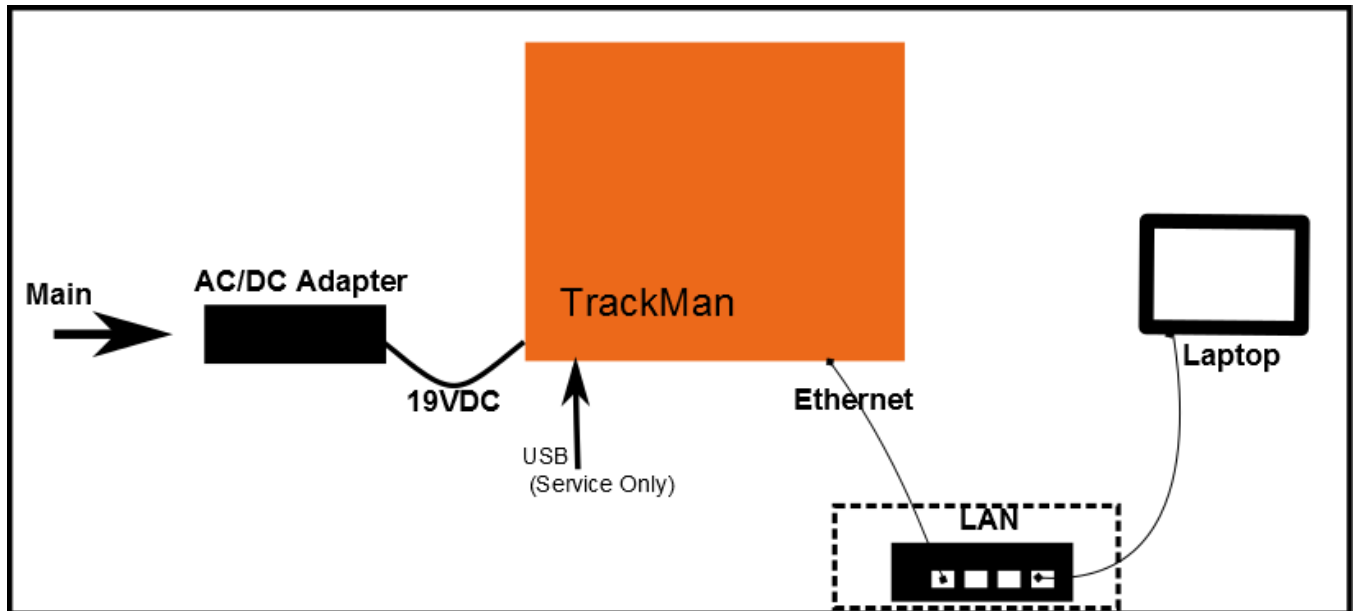 Main
AC/DC Adapter
19VDC
TrackMan
USB
(Service Only)
Ethernet
Laptop
LAN